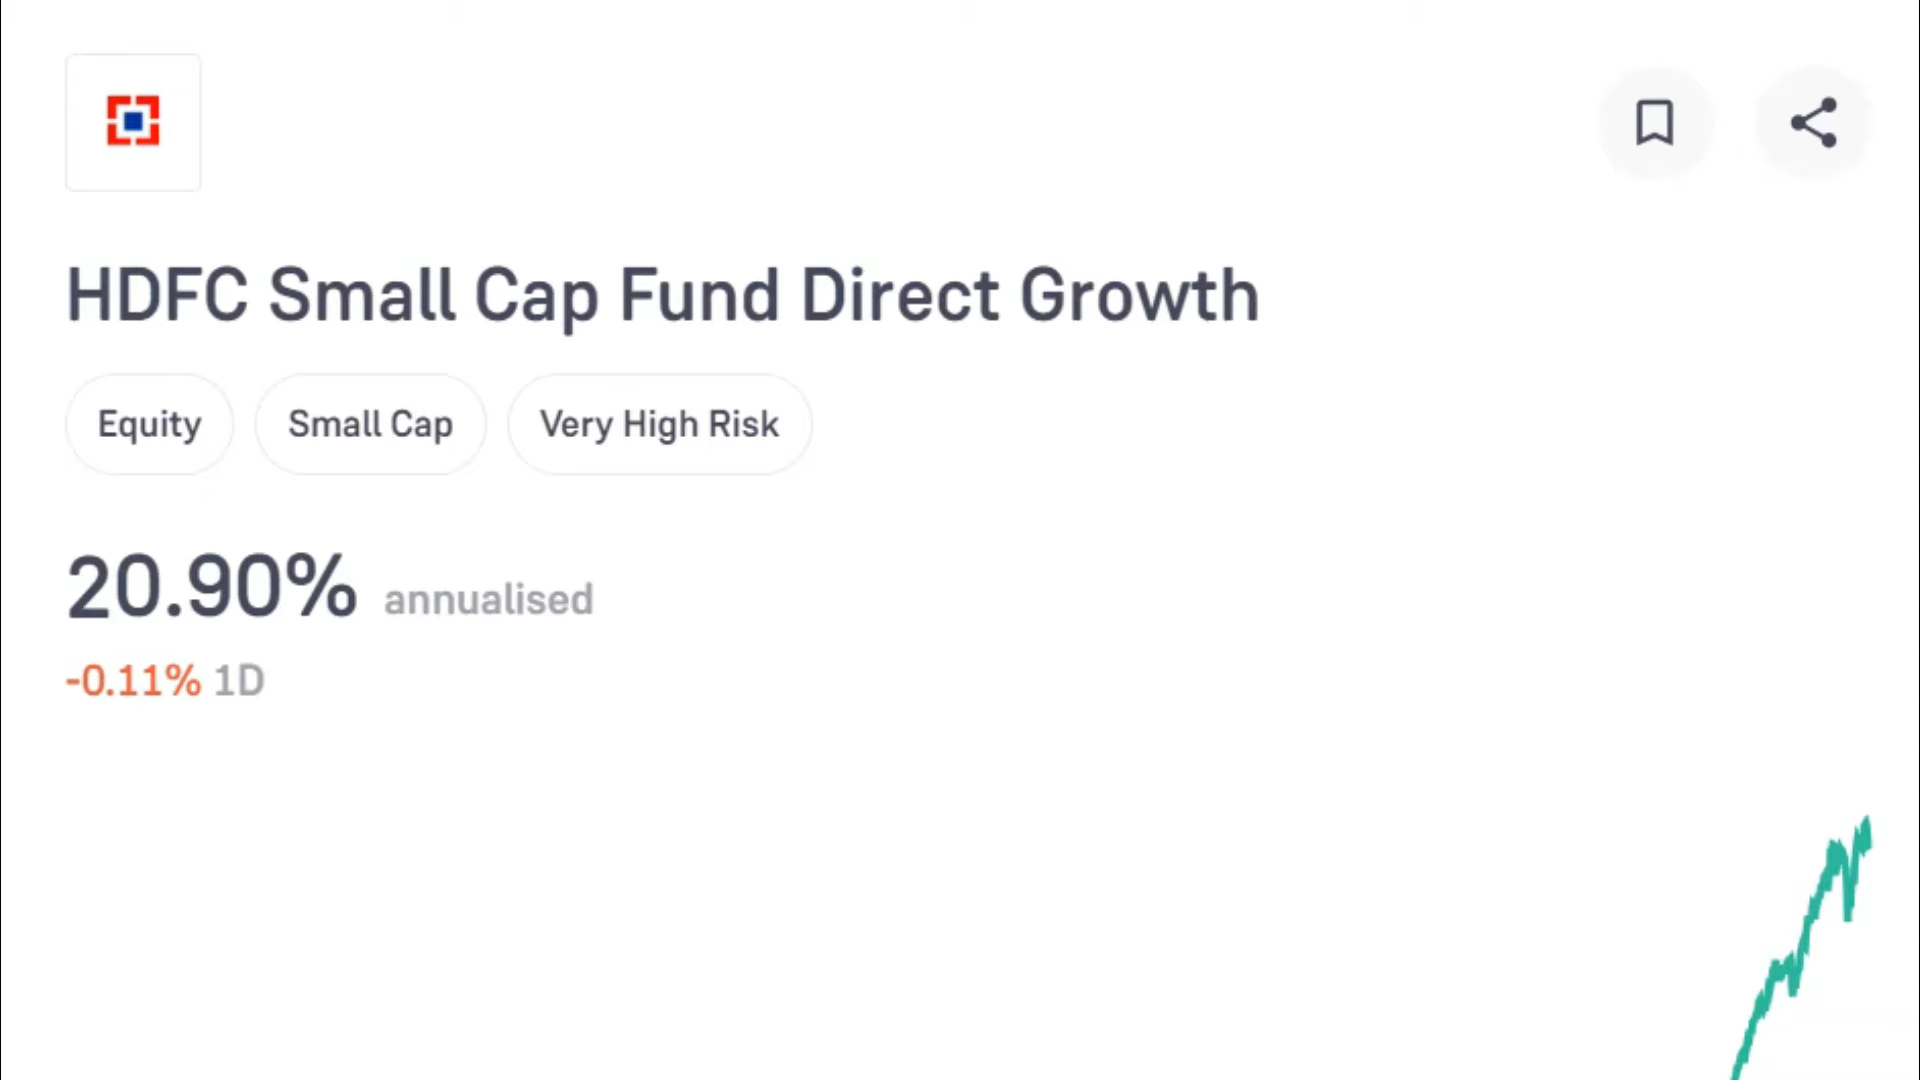 HDFC Small Cap Fund Direct Growth
Equity Small Cap Very High Risk
20.90% annualised
-0.11% 1D